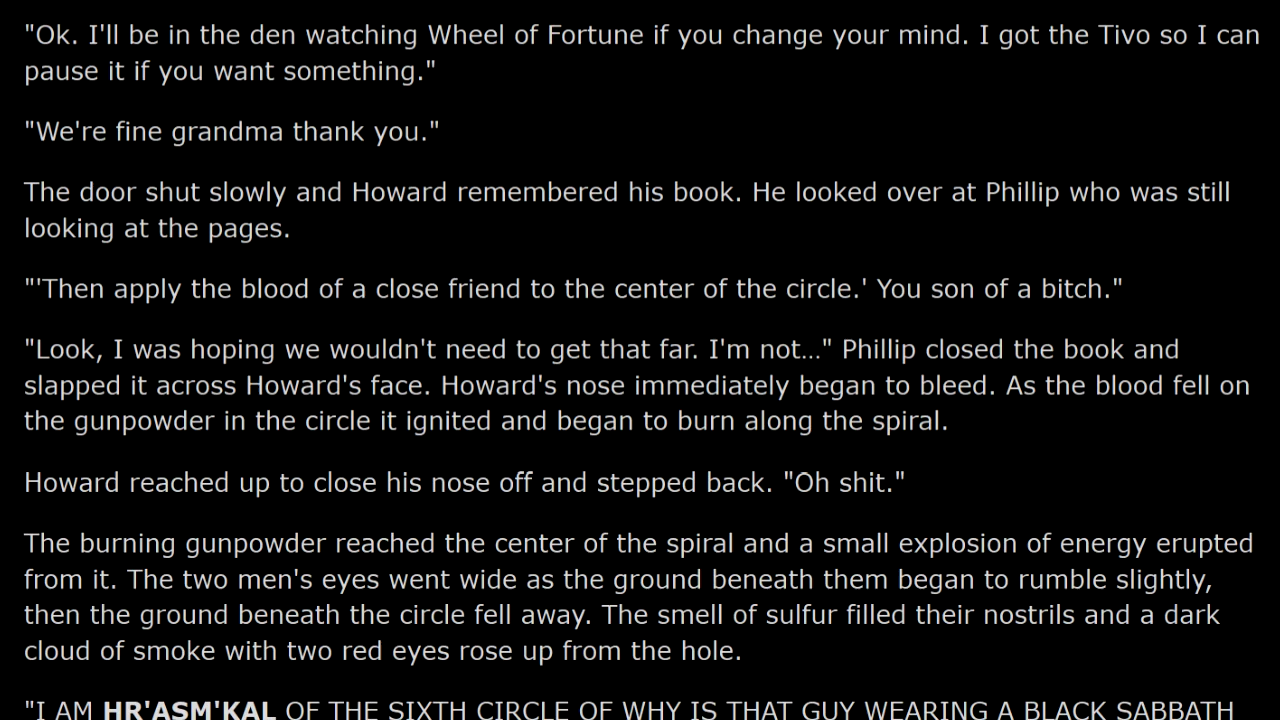 "Ok. I'll be in the den watching Wheel of Fortune if you change your mind. I got the Tivo so I can
pause it if you want something."
"We're fine grandma thank you."
The door shut slowly and Howard remembered his book. He looked over at Phillip who was still
looking at the pages.
"'Then apply the blood of a close friend to the center of the circle.' You son of a bitch."
"Look, I was hoping we wouldn't need to get that far. I'm not…" Phillip closed the book and
slapped it across Howard's face. Howard's nose immediately began to bleed. As the blood fell on
the gunpowder in the circle it ignited and began to burn along the spiral.
Howard reached up to close his nose off and stepped back. "Oh shit."
The burning gunpowder reached the center of the spiral and a small explosion of energy erupted
from it. The two men's eyes went wide as the ground beneath them began to rumble slightly,
then the ground beneath the circle fell away. The smell of sulfur filled their nostrils and a dark
cloud of smoke with two red eyes rose up from the hole.
"I AM HR'ASM'KAL OF THE SIXTH CIRCLE OF WHY IS THAT GUY WEARING A BLACK SABBATH